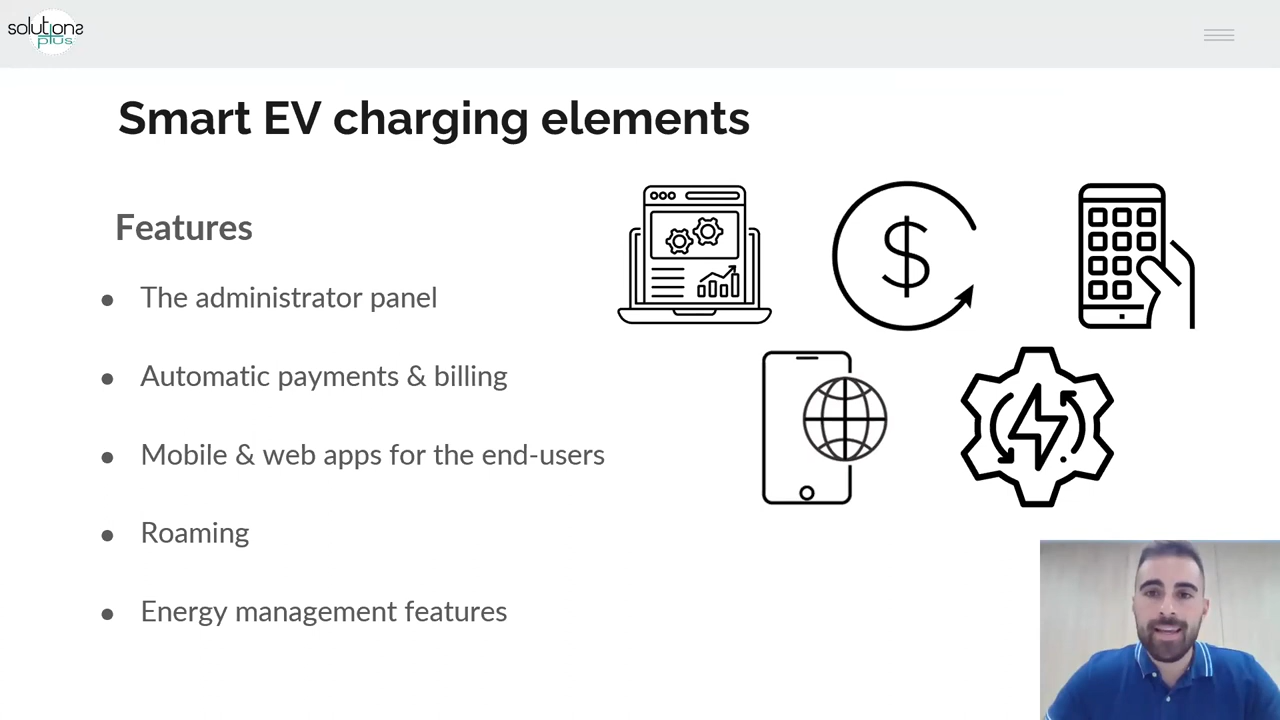 solutions
plus
Smart EV charging elements
Features
● The administrator panel
● Automatic payments & billing
● Mobile & web apps for the end-users
● Roaming
● Energy management features
$